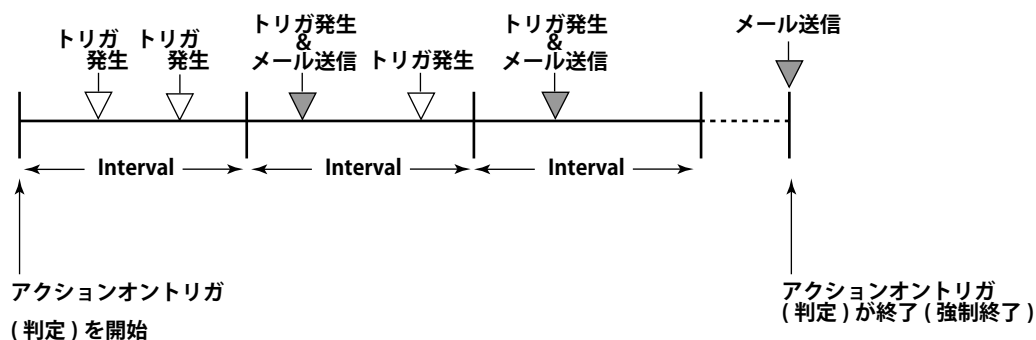 トリガ
発生
トリガ
発生
トリガ発生
&
メール送信
トリガ発生
トリガ発生
&
メール送信
メール送信
Interval
Interval
Interval
アクションオントリガ
( 判定 ) を開始
アクションオントリガ
( 判定 ) が終了 ( 強制終了 )